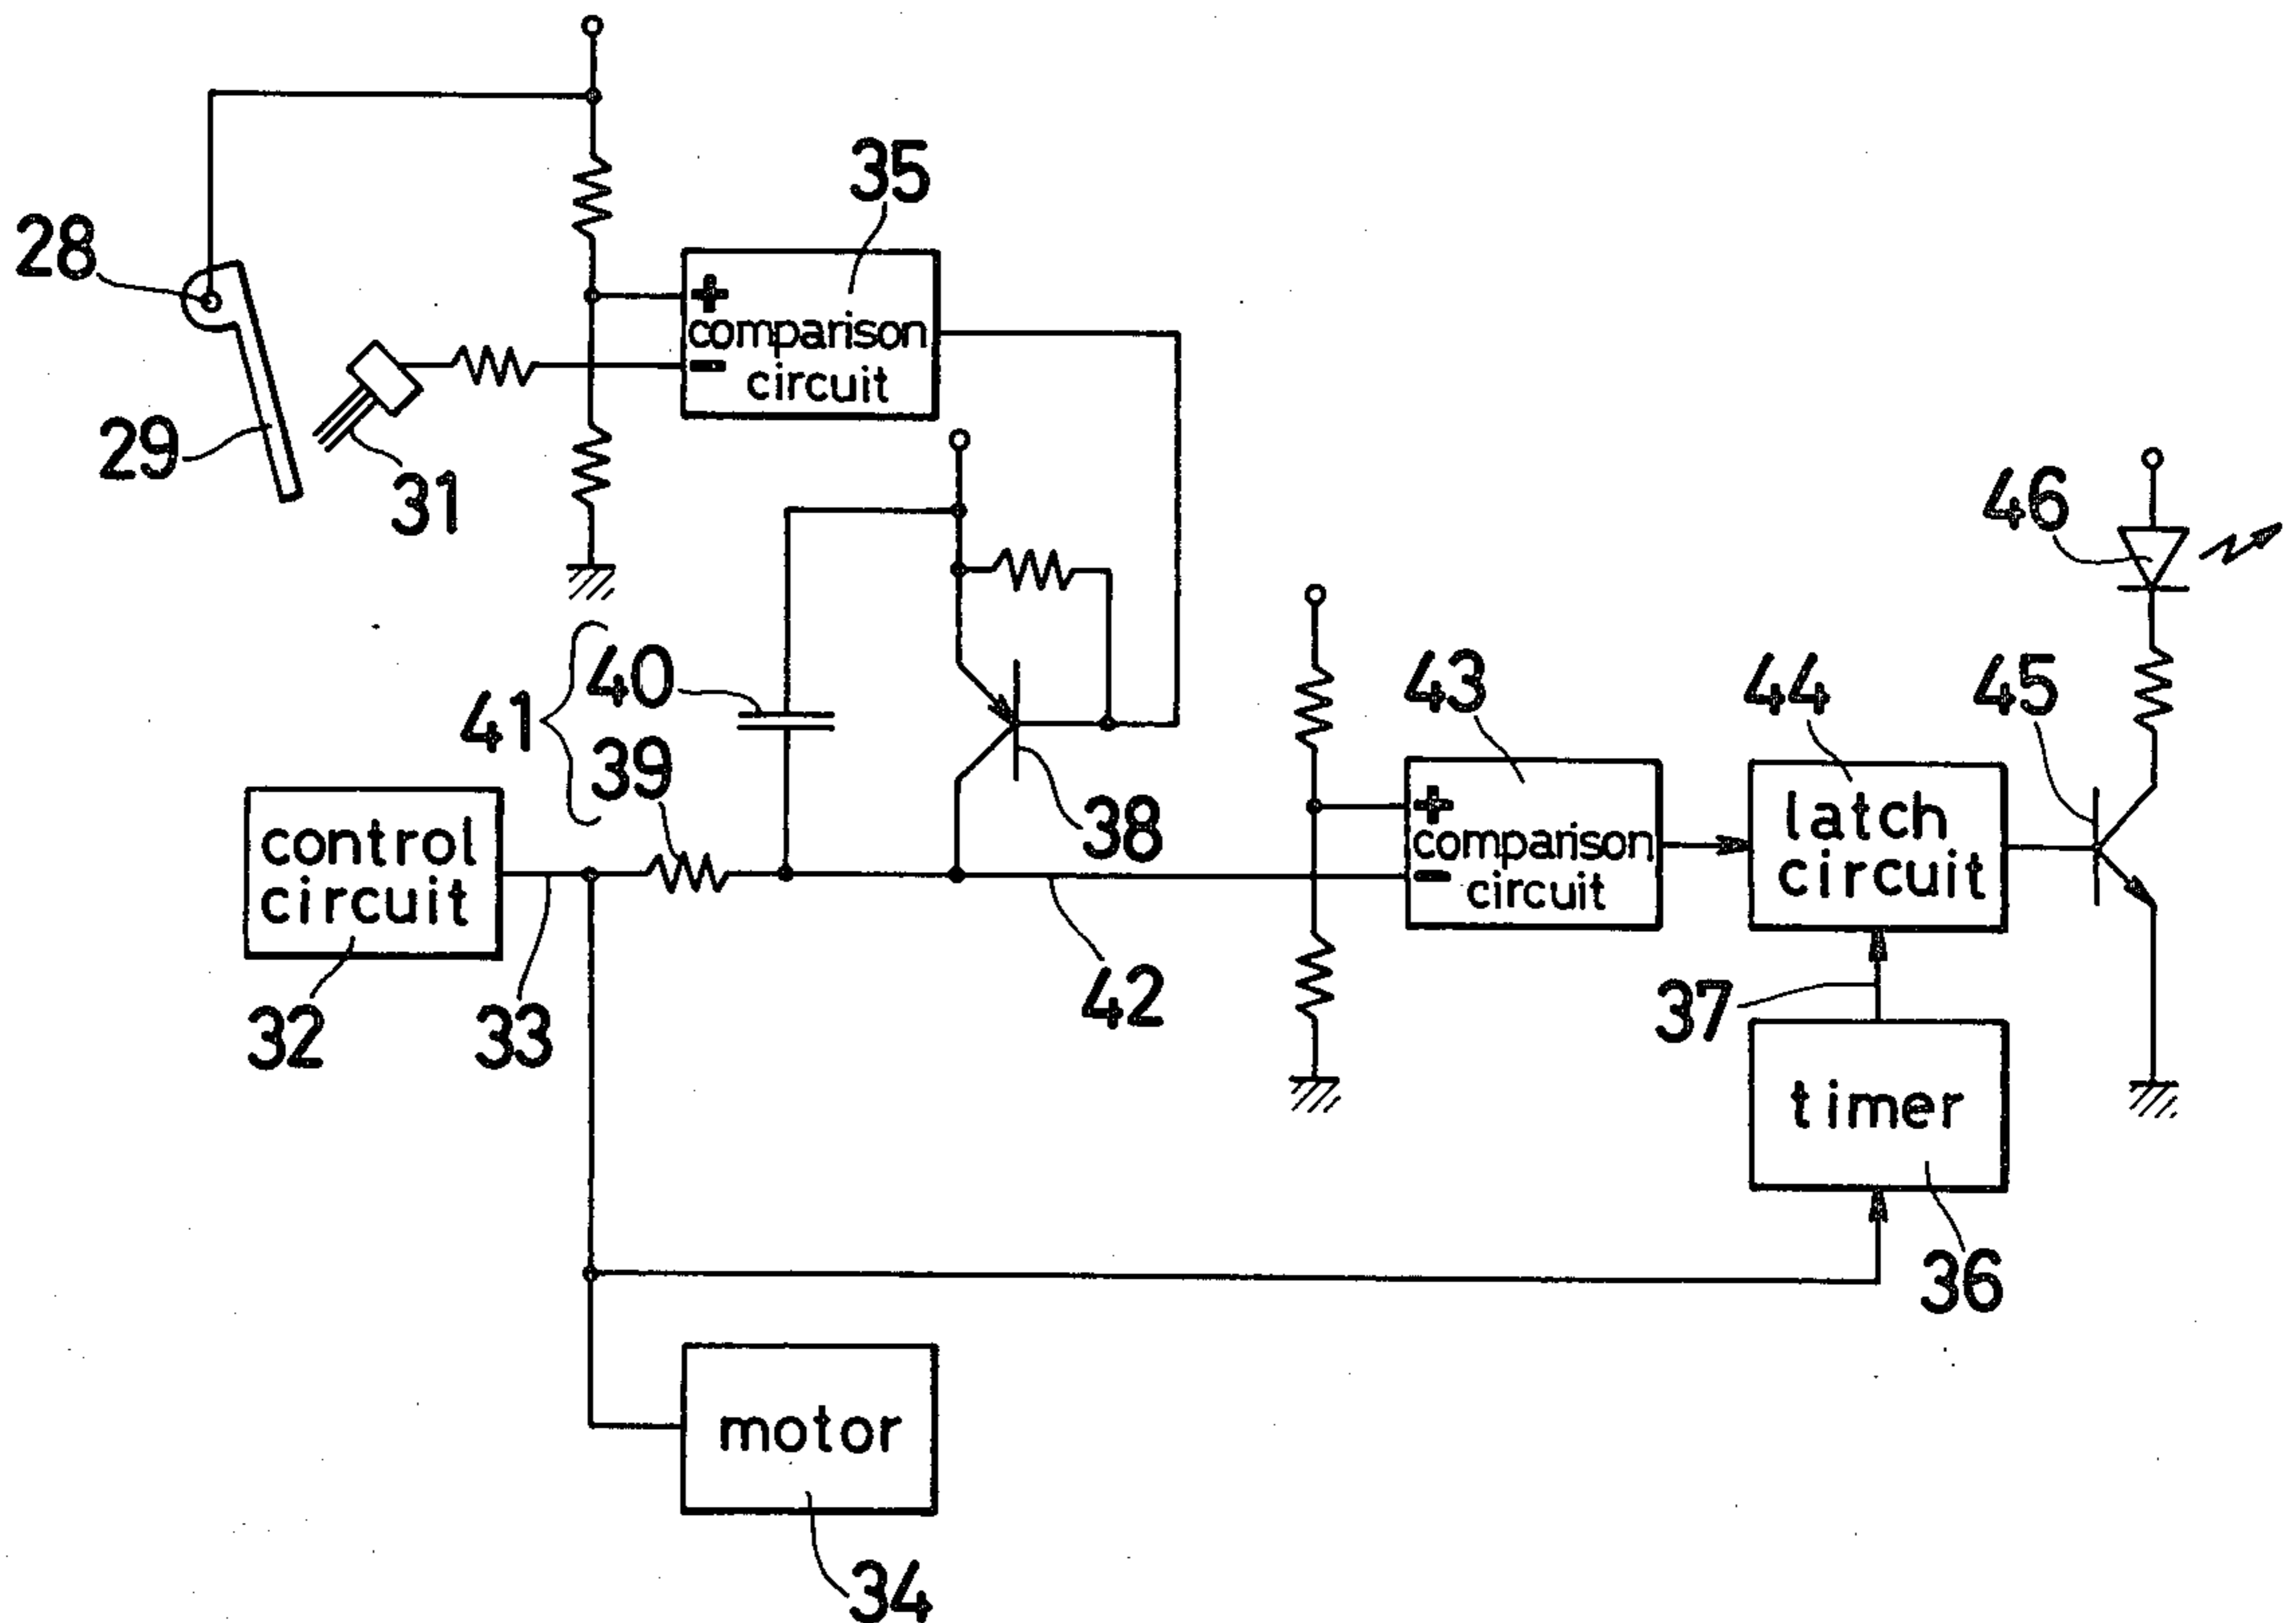 28
29
31
35
+
comparison
-
circuit
46
41
40
39
38
43
44
45
control
circuit
+
comparison
-
circuit
latch
circuit
32
33
42
37
timer
36
motor
34